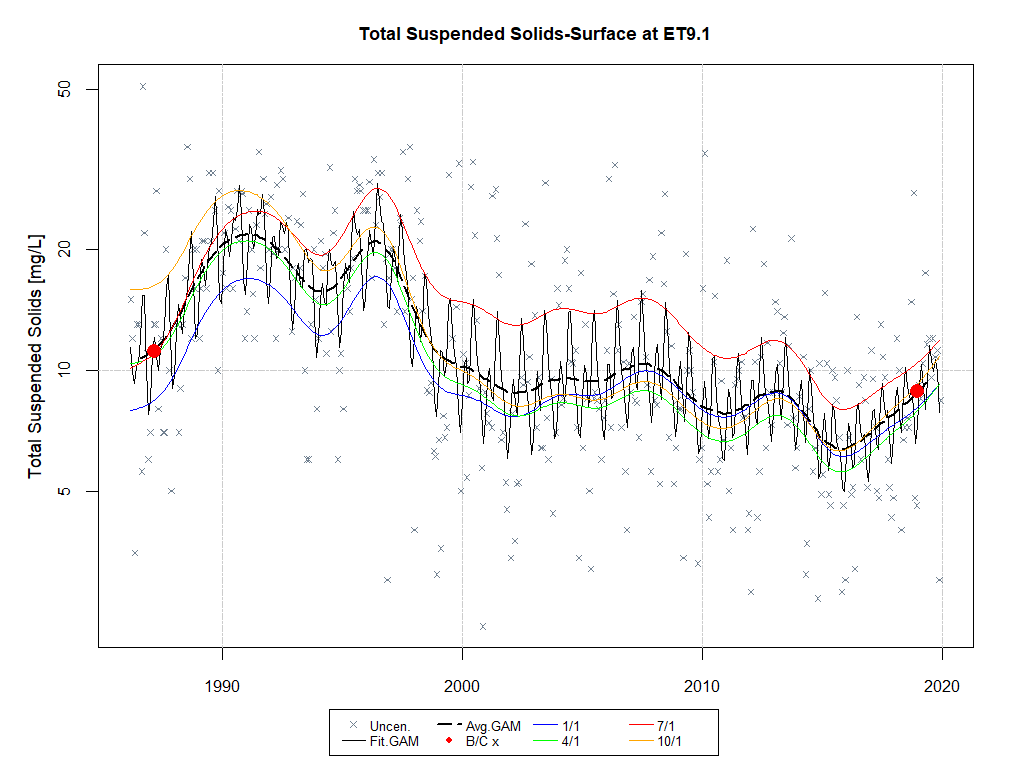 Total Suspended Solids-Surface at ET9.1
Total Suspended Solids [mg/L]
50
20
10
5
1990
2000
2010
2020
Uncen. Avg.GAM 1/1 7/1
Fit.GAM B/C x 4/1 10/1